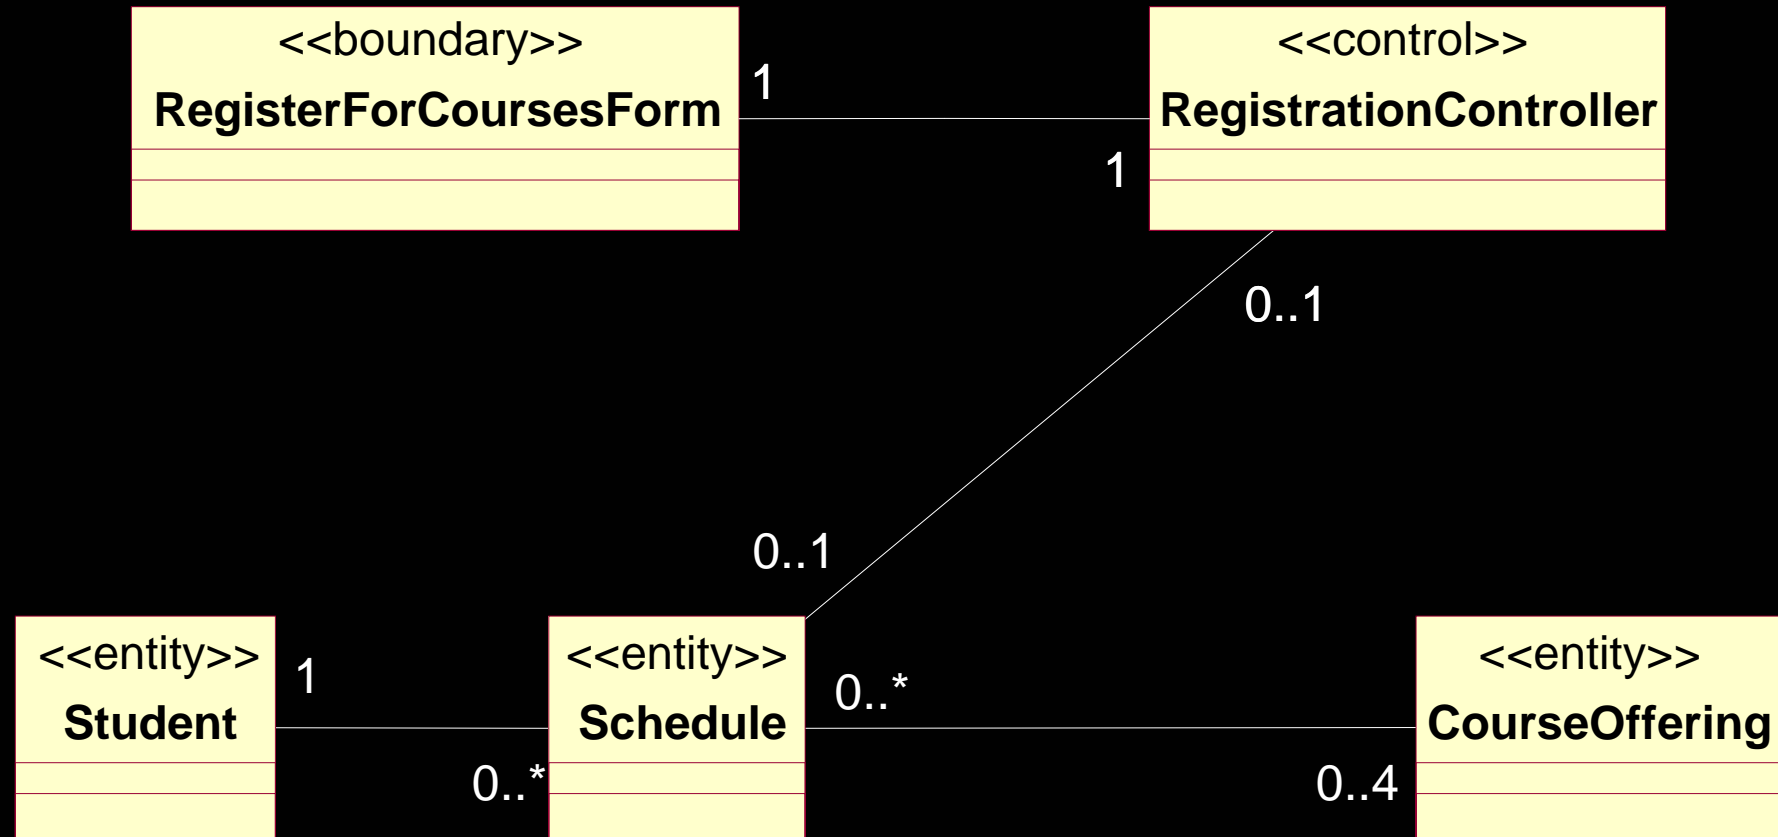 <<boundary>>
RegisterForCoursesForm
1
1
<<control>>
RegistrationController
0..1
0..1
<<entity>>
Student
1
0..*
<<entity>>
Schedule
0..*
0..4
<<entity>>
CourseOffering